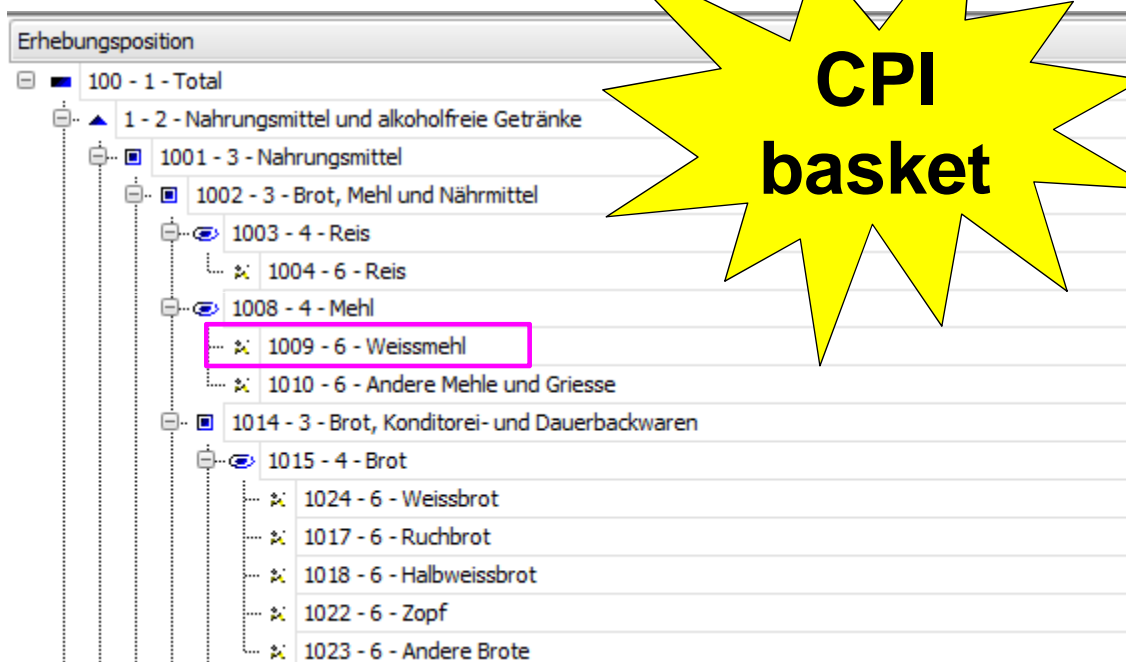 Erhebungsposition
CPI
basket
100 - 1 - Total
1 - 2 - Nahrungsmittel und alkoholfreie Getränke
1001 - 3 - Nahrungsmittel
1002 - 3 - Brot, Mehl und Nährmittel
1003 - 4 - Reis
1004 - 6 - Reis
1008 - 4 - Mehl
1009 - 6 - Weissmehl
1010 - 6 - Andere Mehle und Griesse
1014 - 3 - Brot, Konditorei- und Dauerbackwaren
1015 - 4 - Brot
1024 - 6 - Weissbrot
1017 - 6 - Ruchbrot
1018 - 6 - Halbweissbrot
1022 - 6 - Zopf
1023 - 6 - Andere Brote